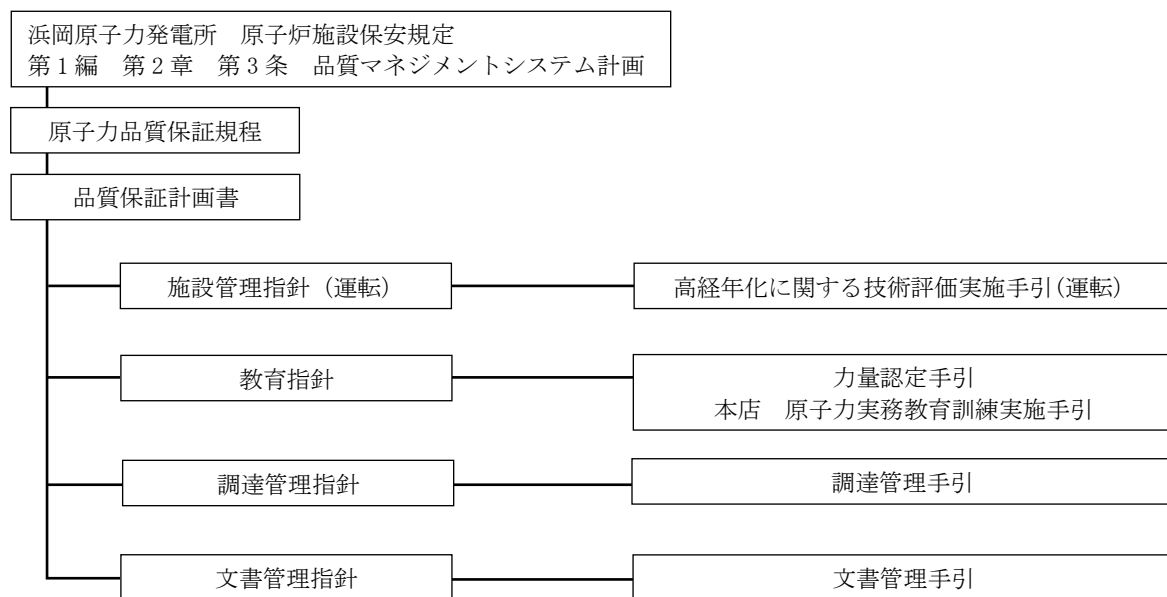 浜岡原子力発電所　原子炉施設保安規定
第1編　第2章　第3条　品質マネジメントシステム計画
原子力品質保証規程
品質保証計画書
施設管理指針（運転）
高経年化に関する技術評価実施手引（運転）
教育指針
力量認定手引
本店　原子力実務教育訓練実施手引
調達管理指針
調達管理手引
文書管理指針
文書管理手引